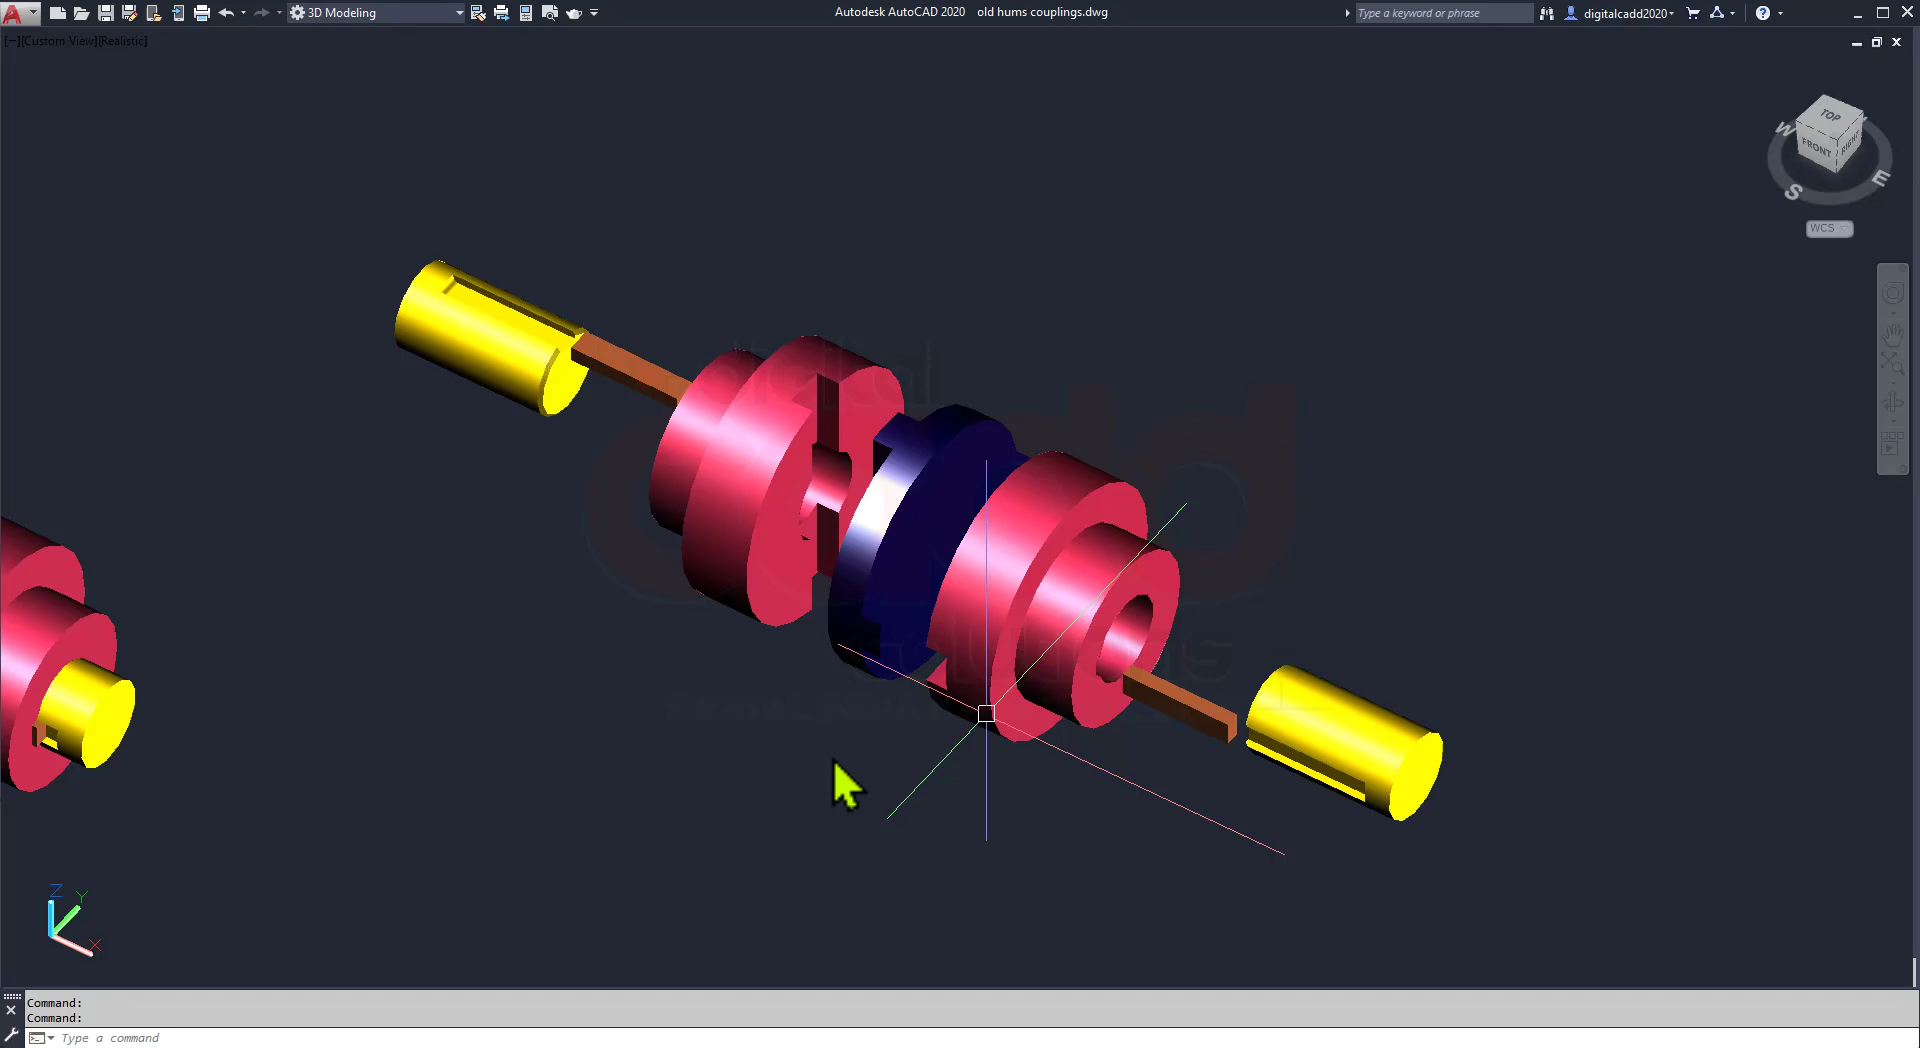 3D Modeling
Autodesk AutoCAD 2020 old hums couplings.dwg
Type a keyword or phrase
digitalcadd2020
[−][Custom View][Realistic]
TOP
FRONT
RIGHT
W
S
E
WCS
Z
Y
X
Command:
Command:
Type a command